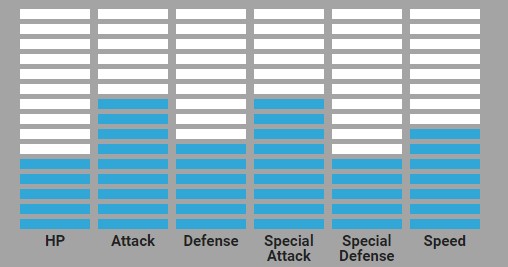 HP
Attack
Defense
Special
Attack
Special
Defense
Speed